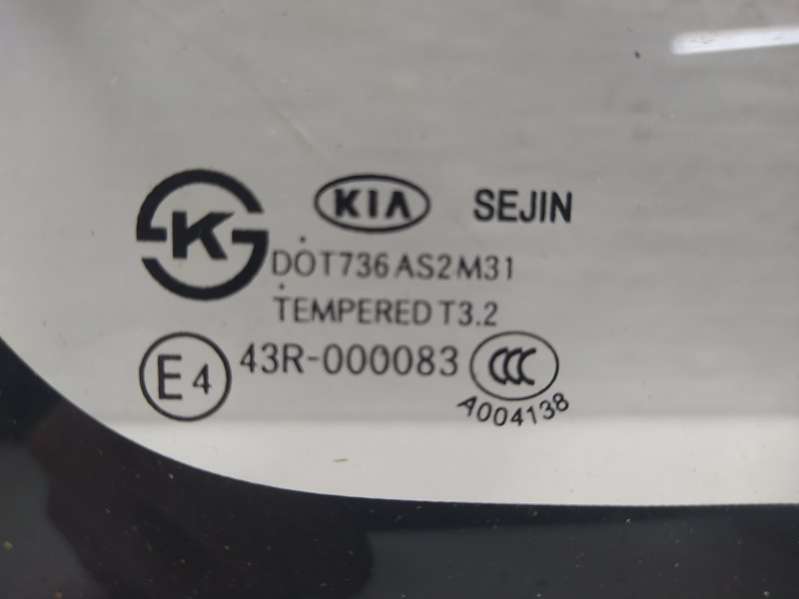 K
KIA SEJIN
DOT736 AS2 M31
TEMPERED T3.2
E4 43R-000083 CCC
A004138